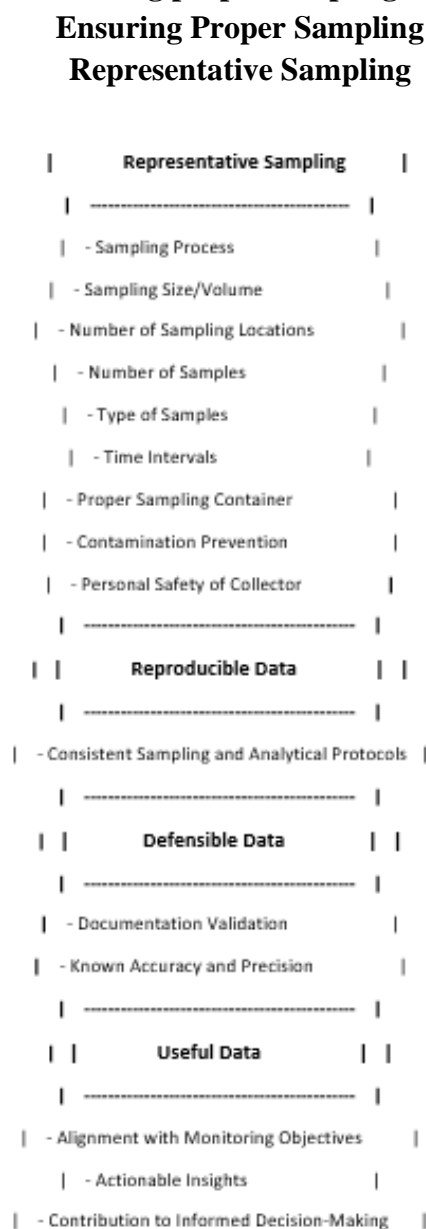 Ensuring Proper Sampling
Representative Sampling
| Representative Sampling |
| ------------------------------------------- |
| - Sampling Process |
| - Sampling Size/Volume |
| - Number of Sampling Locations |
| - Number of Samples |
| - Type of Samples |
| - Time Intervals |
| - Proper Sampling Container |
| - Contamination Prevention |
| - Personal Safety of Collector |
| --------------------------------------------- |
| | Reproducible Data | |
| --------------------------------------------- |
| - Consistent Sampling and Analytical Protocols |
| --------------------------------------------- |
| | Defensible Data | |
| --------------------------------------------- |
| - Documentation Validation |
| - Known Accuracy and Precision |
| --------------------------------------------- |
| | Useful Data | |
| --------------------------------------------- |
| - Alignment with Monitoring Objectives |
| - Actionable Insights |
| - Contribution to Informed Decision-Making |